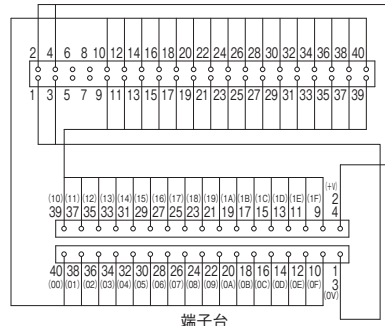 2 4 6 8 10 12 14 16 18 20 22 24 26 28 30 32 34 36 38 40
1 3 5 7 9 11 13 15 17 19 21 23 25 27 29 31 33 35 37 39
(+V)
(10) (11) (12) (13) (14) (15) (16) (17) (18) (19) (1A) (1B) (1C) (1D) (1E) (1F) 2
39 37 35 33 31 29 27 25 23 21 19 17 15 13 11 9 4
40 38 36 34 32 30 28 26 24 22 20 18 16 14 12 10 1
(00) (01) (02) (03) (04) (05) (06) (07) (08) (09) (0A) (0B) (0C) (0D) (0E) (0F) 3
(0V)
端子台